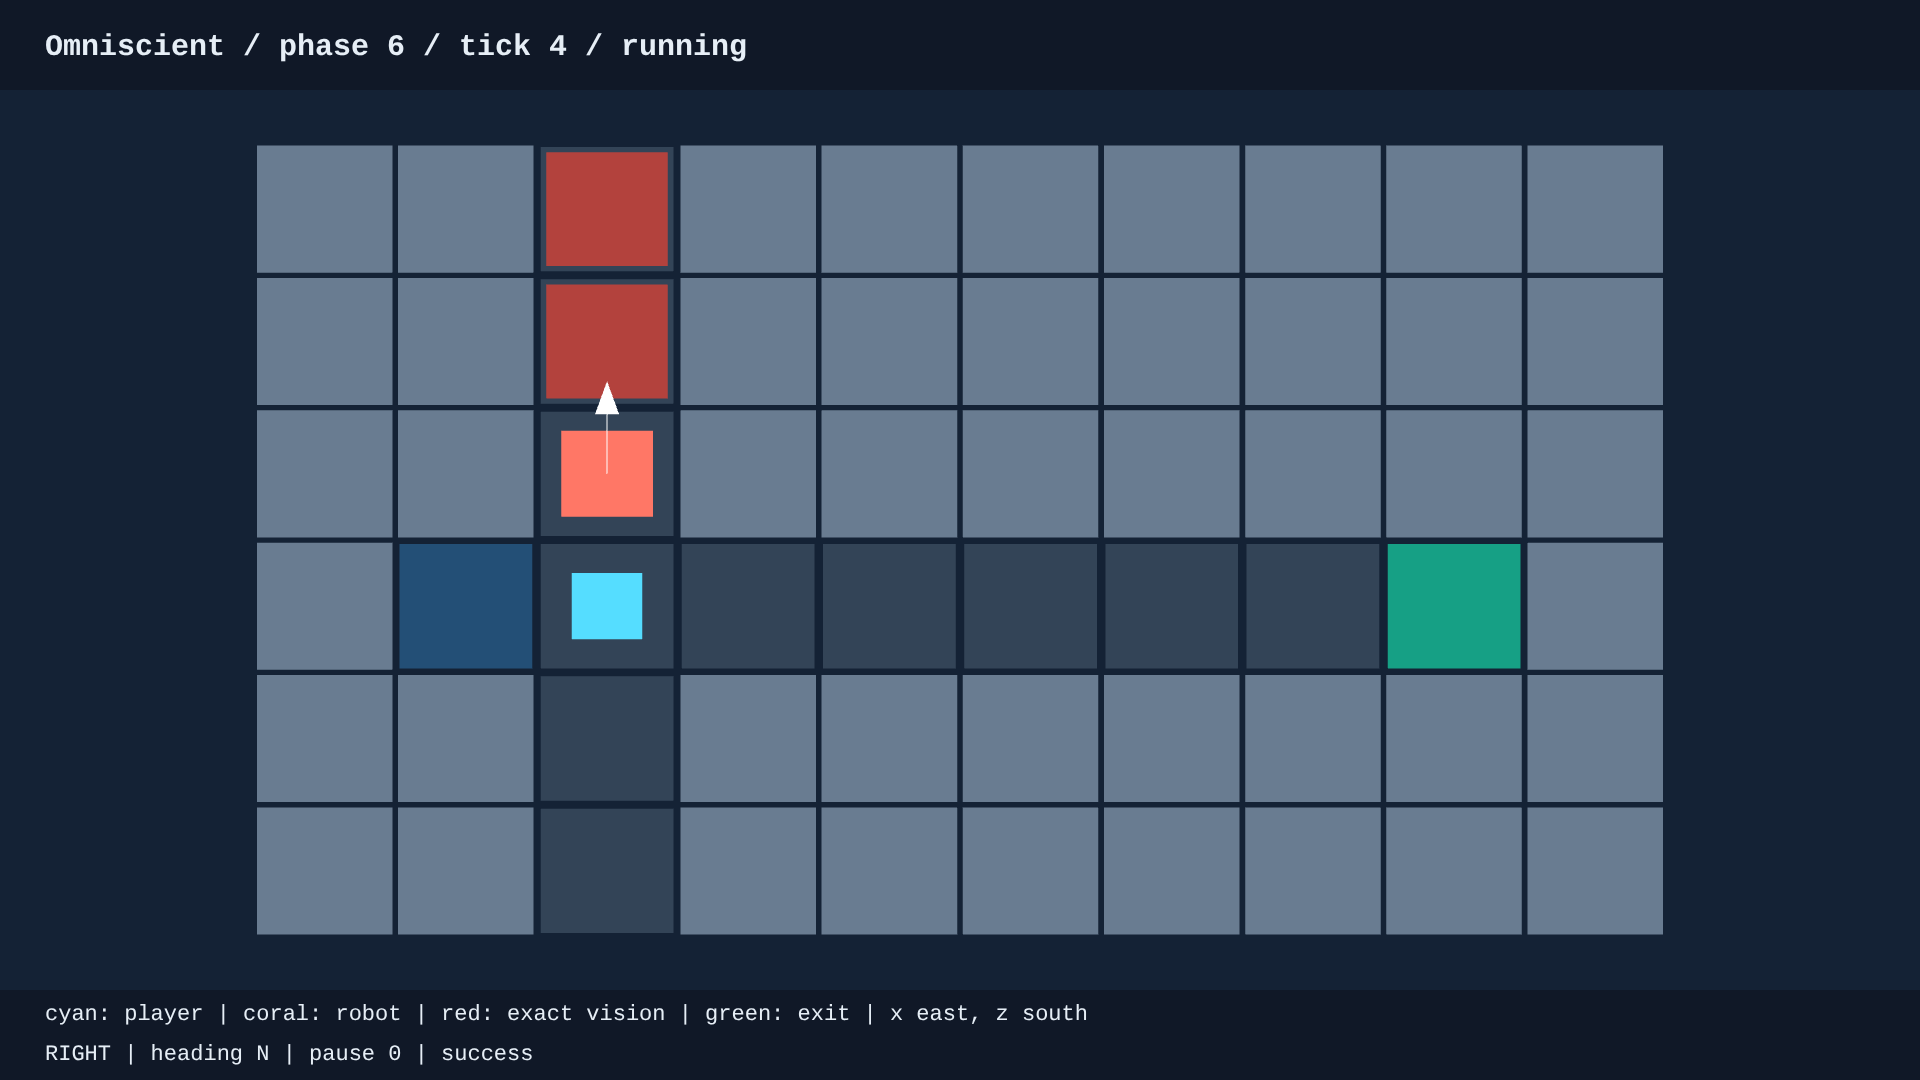 Omniscient / phase 6 / tick 4 / running
cyan: player | coral: robot | red: exact vision | green: exit | x east, z south
RIGHT | heading N | pause 0 | success